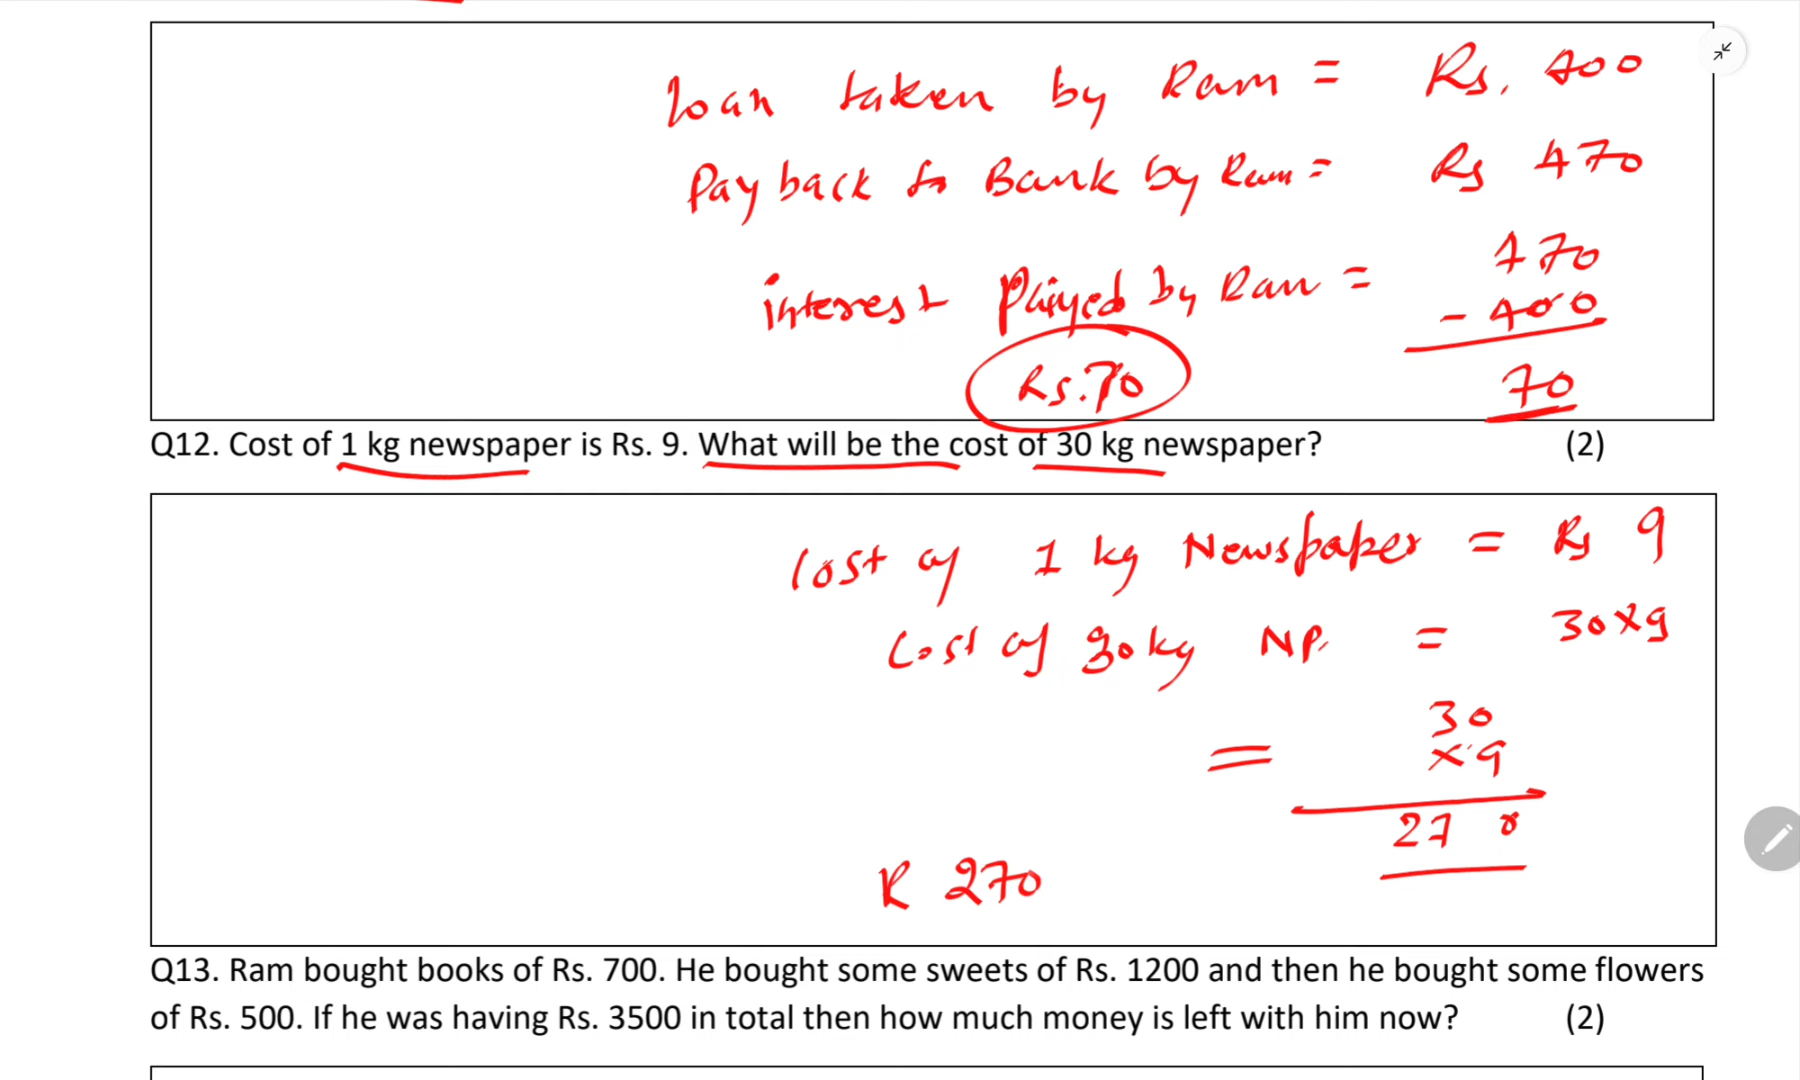 Loan taken by Ram = Rs. 400
Pay back to Bank by Ram = Rs 470
interest Paiyed by Ram = 470
- 400
Rs. 70
70
Q12. Cost of 1 kg newspaper is Rs. 9. What will be the cost of 30 kg newspaper? (2)
Cost of 1 kg Newspaper = Rs 9
Cost of 30 kg NP. = 30x9
30
= x 9
27 0
R 270
Q13. Ram bought books of Rs. 700. He bought some sweets of Rs. 1200 and then he bought some flowers
of Rs. 500. If he was having Rs. 3500 in total then how much money is left with him now? (2)